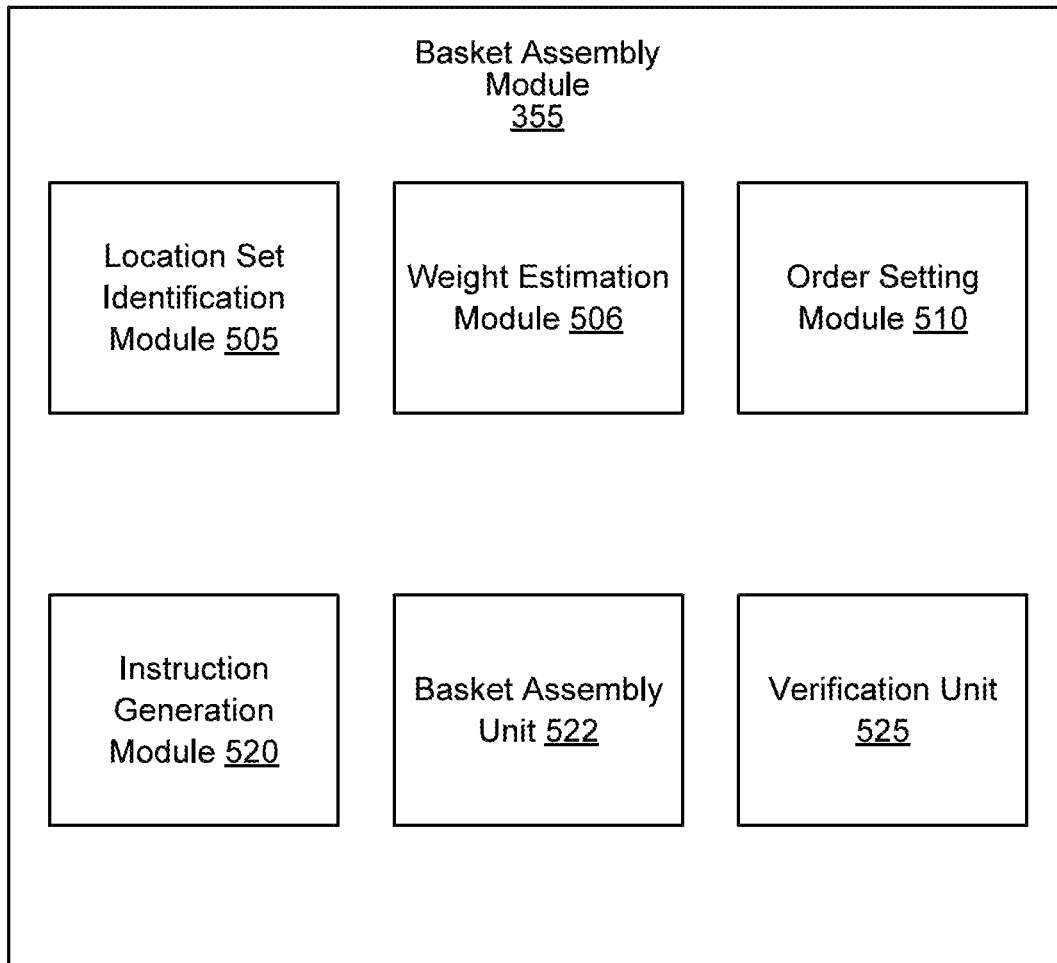 Basket Assembly
Module
355
Location Set
Identification
Module 505
Weight Estimation
Module 506
Order Setting
Module 510
Instruction
Generation
Module 520
Basket Assembly
Unit 522
Verification Unit
525